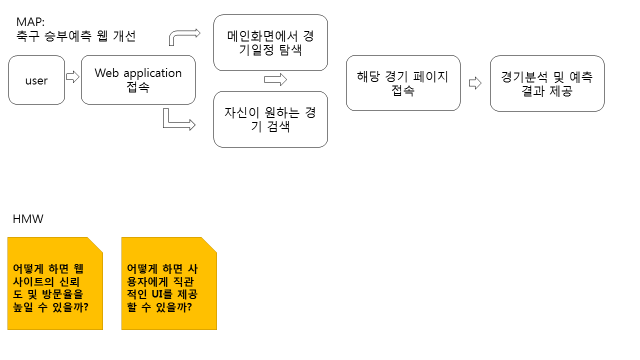 MAP:
축구 승부예측 웹 개선
user
Web application
접속
메인화면에서 경
기일정 탐색
자신이 원하는 경
기 검색
해당 경기 페이지
접속
경기분석 및 예측
결과 제공
HMW
어떻게 하면 웹
사이트의 신뢰
도 및 방문율을
높일 수 있을까?
어떻게 하면 사
용자에게 직관
적인 UI를 제공
할 수 있을까?